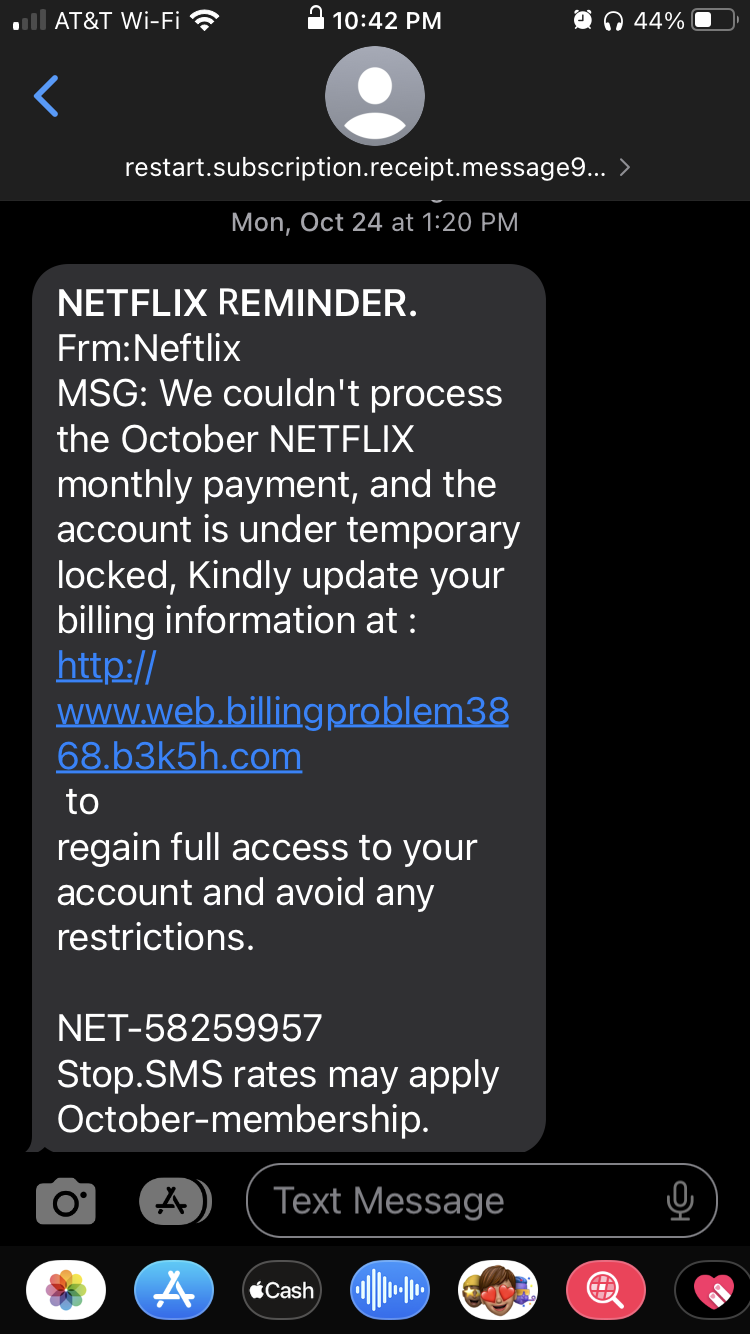 AT&T Wi-Fi 10:42 PM 44%
restart.subscription.receipt.message9...
Mon, Oct 24 at 1:20 PM
NETFLIX REMINDER.
Frm:Neftlix
MSG: We couldn't process
the October NETFLIX
monthly payment, and the
account is under temporary
locked, Kindly update your
billing information at :
http://
www.web.billingproblem38
68.b3k5h.com
to
regain full access to your
account and avoid any
restrictions.
NET-58259957
Stop.SMS rates may apply
October-membership.
Text Message
Cash